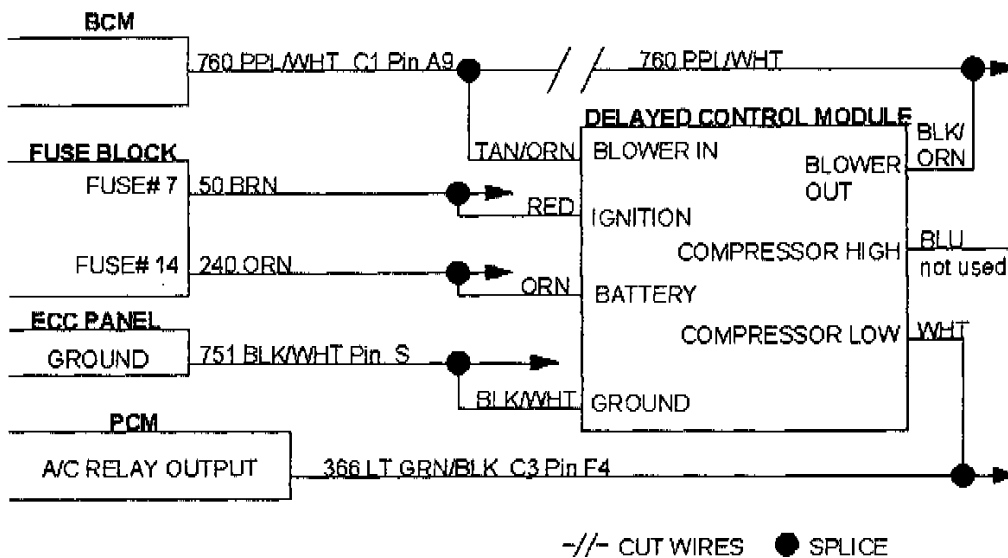 BCM
760 PPL/WHT C1 Pin A9
760 PPL/WHT
DELAYED CONTROL MODULE
BLK/
ORN
TAN/ORN
BLOWER IN
BLOWER
OUT
FUSE BLOCK
FUSE# 7
50 BRN
RED
IGNITION
COMPRESSOR HIGH
BLU
not used
FUSE# 14
240 ORN
ORN
BATTERY
COMPRESSOR LOW
WHT
ECC PANEL
GROUND
751 BLK/WHT Pin S
BLK/WHT
GROUND
PCM
A/C RELAY OUTPUT
366 LT GRN/BLK C3 Pin F4
-//- CUT WIRES
SPLICE